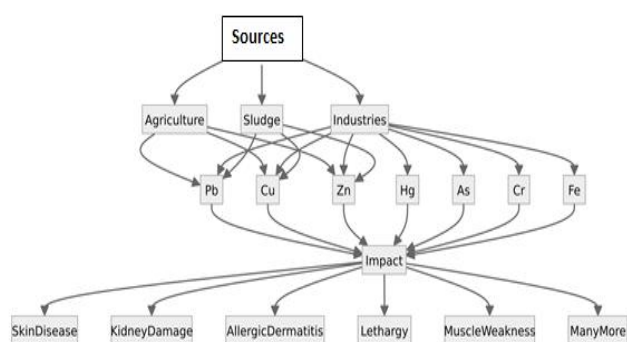 Sources
Agriculture Sludge Industries
Pb Cu Zn Hg As Cr Fe
Impact
SkinDisease KidneyDamage AllergicDermatitis Lethargy MuscleWeakness ManyMore